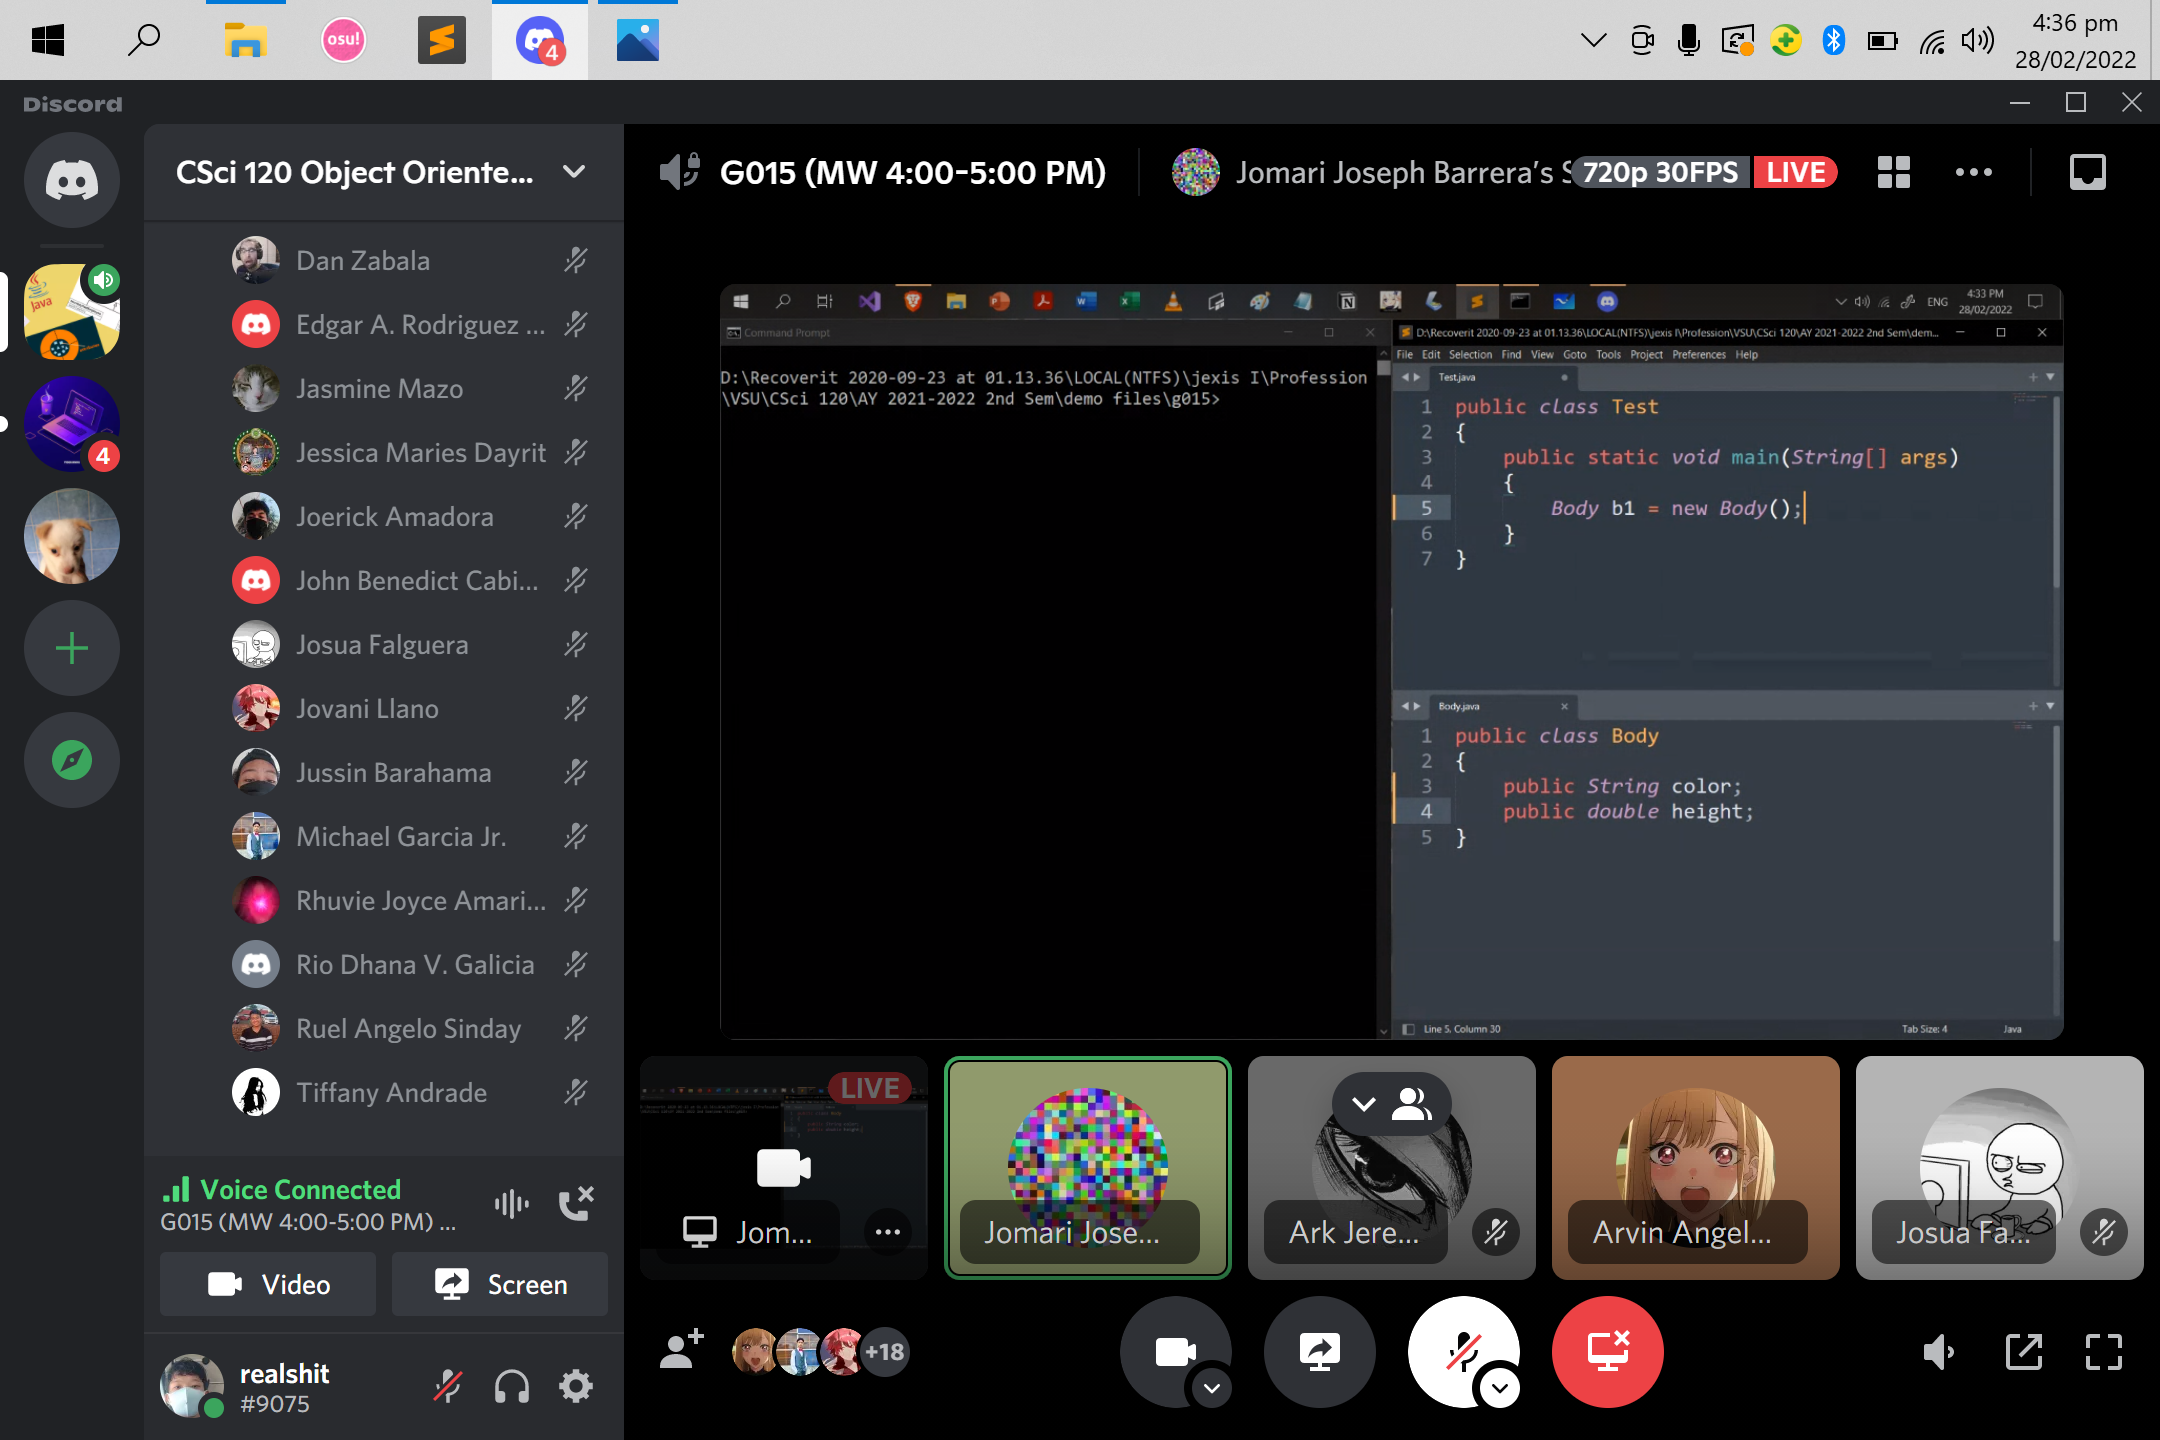 osu!
4
4:36 pm
28/02/2022
Discord
CSci 120 Object Oriente...
G015 (MW 4:00-5:00 PM)
Jomari Joseph Barrera's S
720p 30FPS
LIVE
Java
4
Dan Zabala
Edgar A. Rodriguez ...
Jasmine Mazo
Jessica Maries Dayrit
Joerick Amadora
John Benedict Cabi...
Josua Falguera
Jovani Llano
Jussin Barahama
Michael Garcia Jr.
Rhuvie Joyce Amari...
Rio Dhana V. Galicia
Ruel Angelo Sinday
Tiffany Andrade
Voice Connected
G015 (MW 4:00-5:00 PM) ...
Video
Screen
realshit
#9075
ENG
4:33 PM
28/02/2022
Command Prompt
D:\Recoverit 2020-09-23 at 01.13.36\LOCAL(NTFS)\jexis I\Profession
\VSU\CSci 120\AY 2021-2022 2nd Sem\demo files\g015>
D:\Recoverit 2020-09-23 at 01.13.36\LOCAL(NTFS)\jexis I\Profession\VSU\CSci 120\AY 2021-2022 2nd Sem\dem...
File Edit Selection Find View Goto Tools Project Preferences Help
Test.java
1 public class Test
2 {
3 public static void main(String[] args)
4 {
5 Body b1 = new Body();
6 }
7 }
Body.java
1 public class Body
2 {
3 public String color;
4 public double height;
5 }
Line 5, Column 30
Tab Size: 4
Java
LIVE
Jom...
Jomari Jose...
Ark Jere...
Arvin Angel...
Josua Fa...
+18